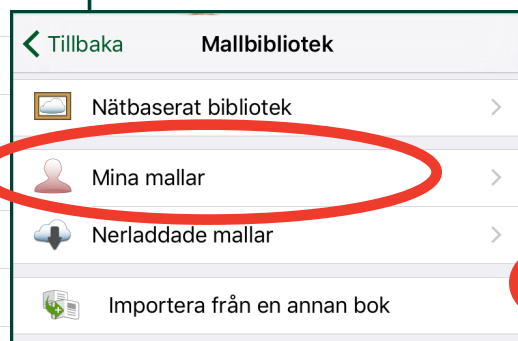 Tillbaka Mallbibliotek
Nätbaserat bibliotek
Mina mallar
Nerladdade mallar
Importera från en annan bok